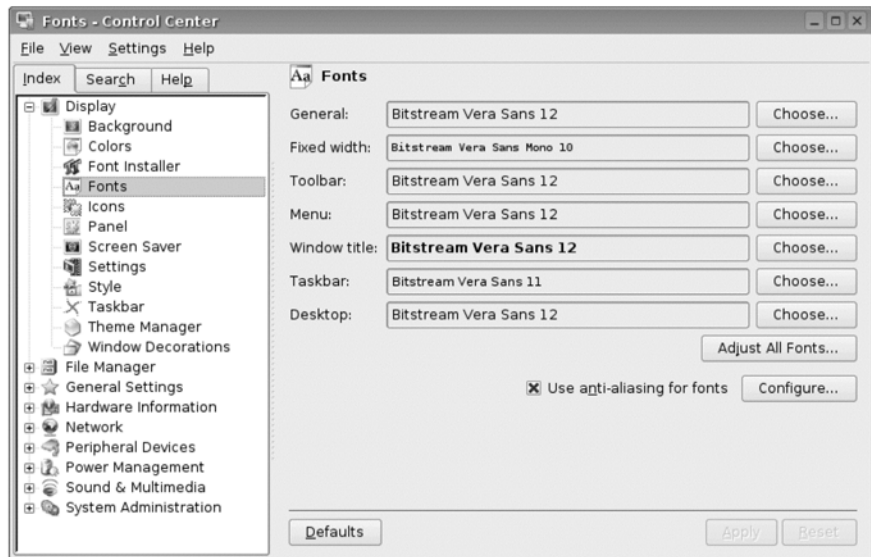 Fonts - Control Center
File View Settings Help
Index Search Help
Display
Background
Colors
Font Installer
Fonts
Icons
Panel
Screen Saver
Settings
Style
Taskbar
Theme Manager
Window Decorations
File Manager
General Settings
Hardware Information
Network
Peripheral Devices
Power Management
Sound & Multimedia
System Administration
Aa Fonts
General: Bitstream Vera Sans 12 Choose...
Fixed width: Bitstream Vera Sans Mono 10 Choose...
Toolbar: Bitstream Vera Sans 12 Choose...
Menu: Bitstream Vera Sans 12 Choose...
Window title: Bitstream Vera Sans 12 Choose...
Taskbar: Bitstream Vera Sans 11 Choose...
Desktop: Bitstream Vera Sans 12 Choose...
Adjust All Fonts...
Use anti-aliasing for fonts Configure...
Defaults Apply Reset